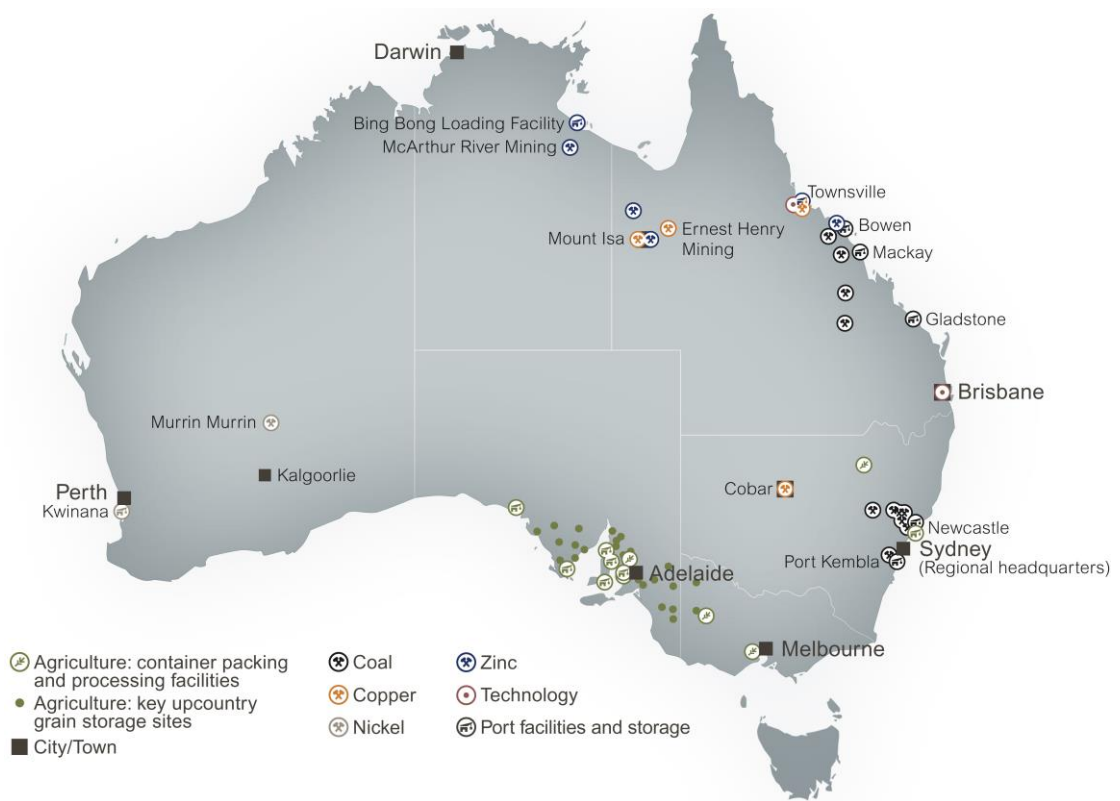 Darwin
Bing Bong Loading Facility
McArthur River Mining
Townsville
Bowen
Mount Isa
Ernest Henry
Mining
Mackay
Gladstone
Brisbane
Murrin Murrin
Kalgoorlie
Perth
Kwinana
Cobar
Newcastle
Sydney
(Regional headquarters)
Port Kembla
Adelaide
Melbourne
Agriculture: container packing
and processing facilities
Agriculture: key upcountry
grain storage sites
City/Town
Coal
Copper
Nickel
Zinc
Technology
Port facilities and storage